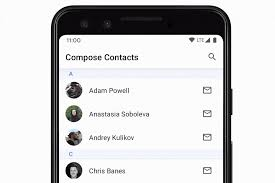 11:00
LTE
Compose Contacts
A
Adam Powell
Anastasia Soboleva
Andrey Kulikov
C
Chris Banes